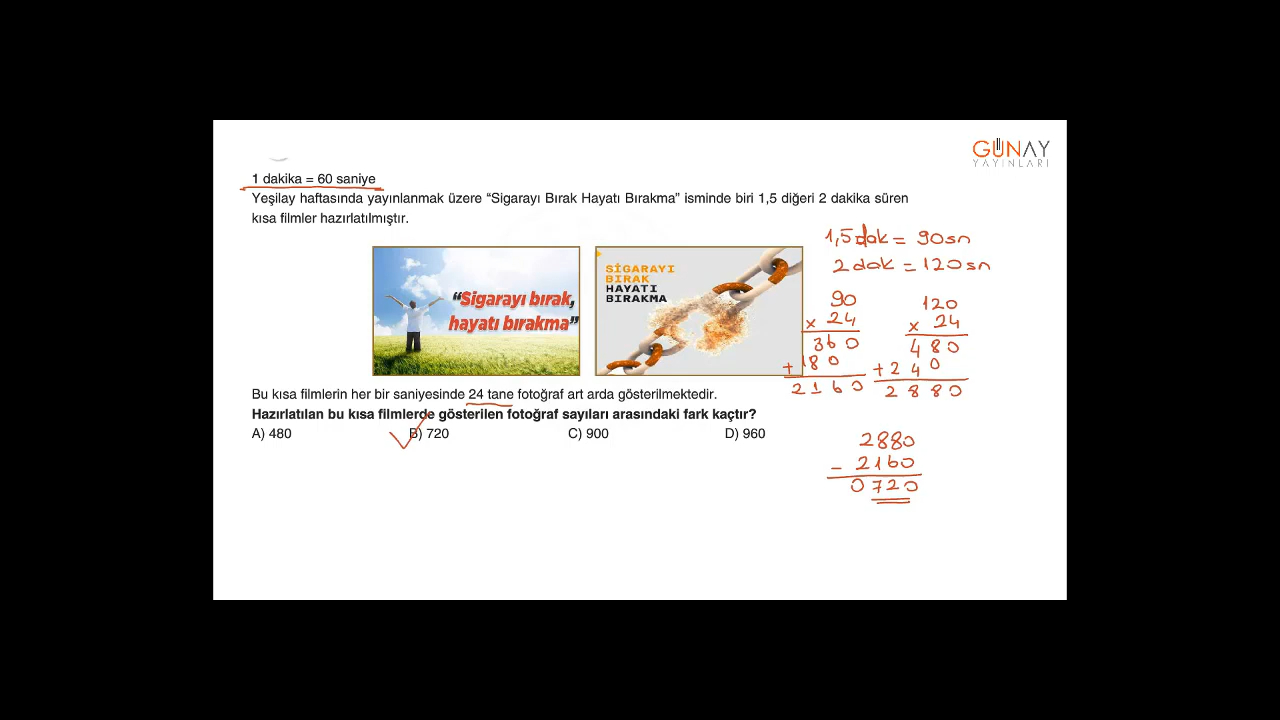 GÜNAY
YAYINLARI
1 dakika = 60 saniye
Yeşilay haftasında yayınlanmak üzere “Sigarayı Bırak Hayatı Bırakma” isminde biri 1,5 diğeri 2 dakika süren
kısa filmler hazırlatılmıştır.
“Sigarayı bırak,
hayatı bırakma”
SİGARAYI
BIRAK
HAYATI
BIRAKMA
Bu kısa filmlerin her bir saniyesinde 24 tane fotoğraf art arda gösterilmektedir.
Hazırlatılan bu kısa filmlerde gösterilen fotoğraf sayıları arasındaki fark kaçtır?
A) 480 B) 720 C) 900 D) 960
1,5 dak = 90sn
2 dak = 120 sn
90
x 24
360
+ 180
2160
120
x 24
480
+ 240
2880
2880
- 2160
0720